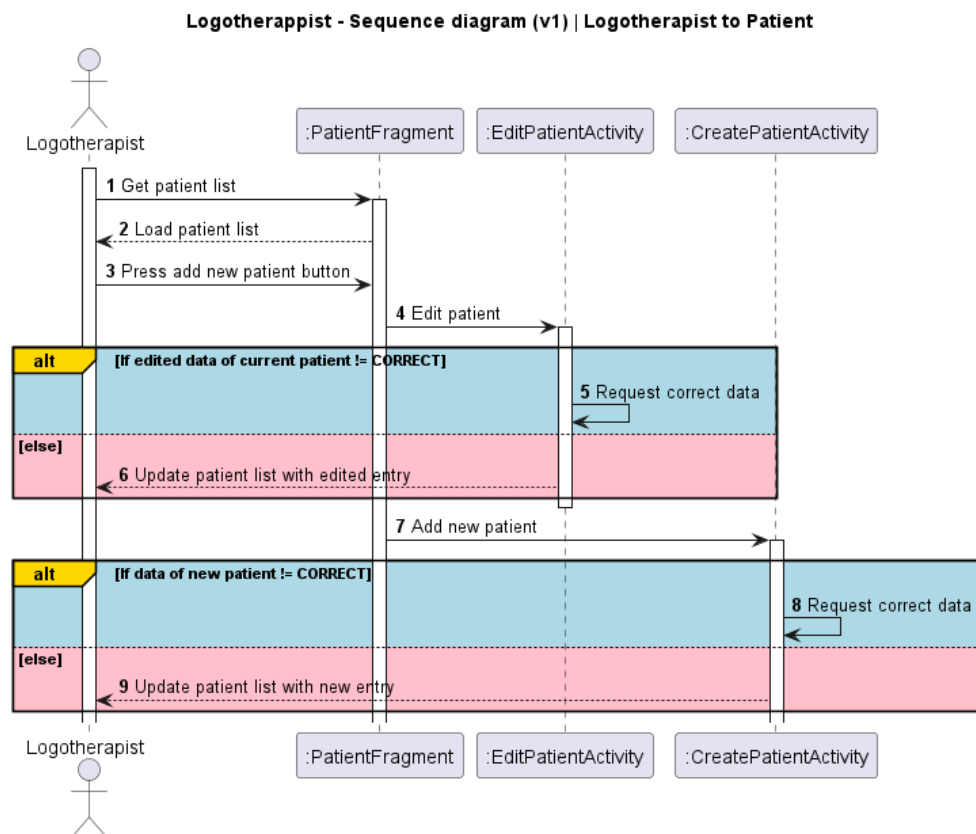 Logotherappist - Sequence diagram (v1) | Logotherapist to Patient
Logotherapist
:PatientFragment
:EditPatientActivity
:CreatePatientActivity
1 Get patient list
2 Load patient list
3 Press add new patient button
4 Edit patient
alt
[If edited data of current patient != CORRECT]
5 Request correct data
[else]
6 Update patient list with edited entry
7 Add new patient
alt
[If data of new patient != CORRECT]
8 Request correct data
[else]
9 Update patient list with new entry
Logotherapist
:PatientFragment
:EditPatientActivity
:CreatePatientActivity